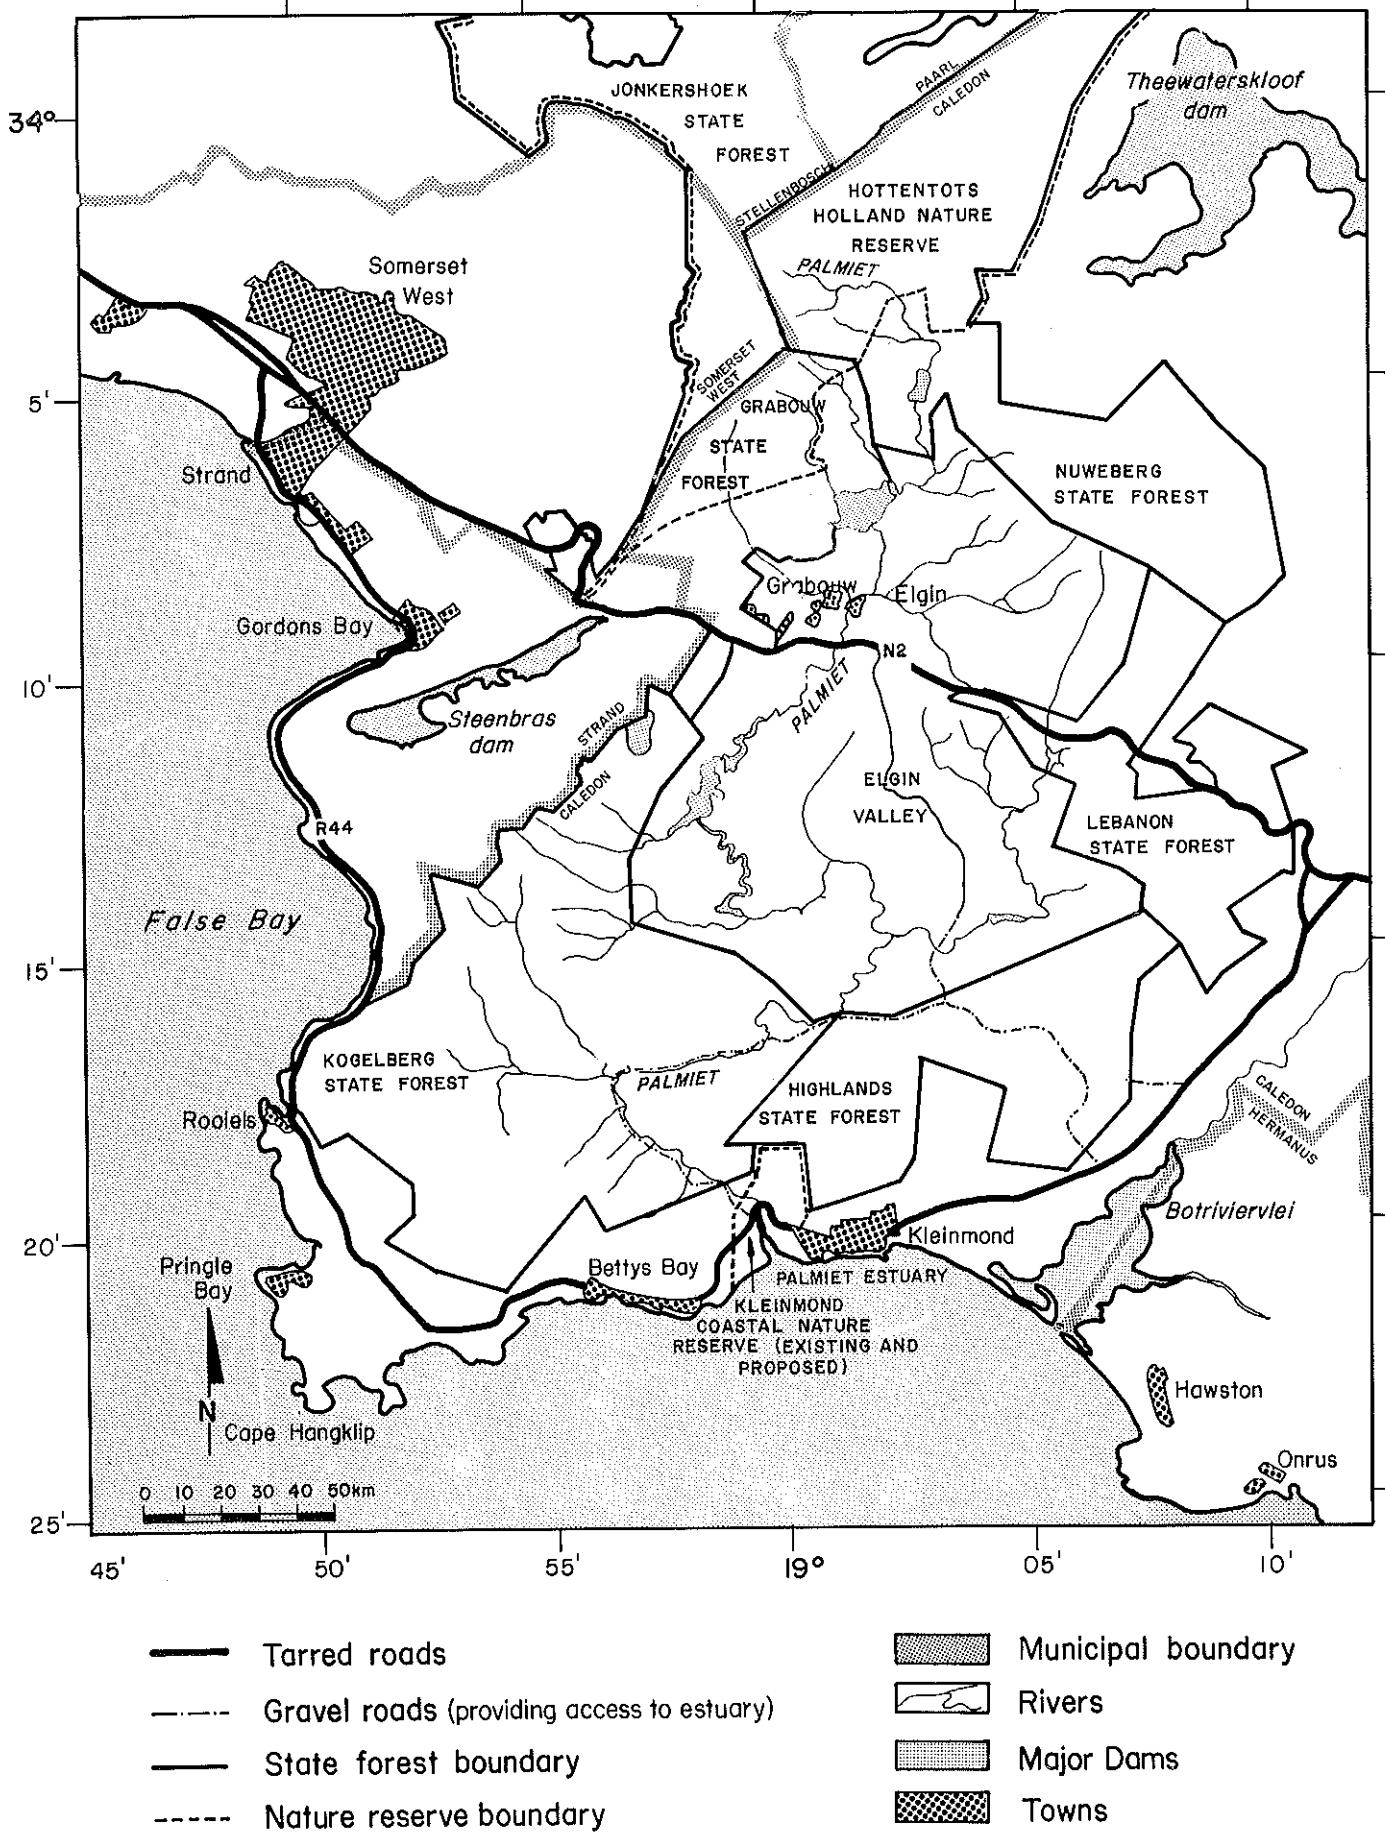 JONKERSHOEK
STATE
FOREST
PAARL
CALEDON
Theewaterskloof
dam
34°
STELLENBOSCH
HOTTENTOTS
HOLLAND NATURE
RESERVE
PALMIET
Somerset
West
SOMERSET
WEST
5'
GRABOUW
STATE
FOREST
Strand
NUWEBERG
STATE FOREST
Grabouw
Elgin
Gordons Bay
N2
10'
PALMIET
Steenbras
dam
STRAND
CALEDON
ELGIN
VALLEY
R44
LEBANON
STATE FOREST
False Bay
15'
KOGELBERG
STATE FOREST
PALMIET
HIGHLANDS
STATE FOREST
CALEDON
HERMANUS
Rooiels
Botriviervlei
20'
Kleinmond
Pringle
Bay
Bettys Bay
PALMIET ESTUARY
KLEINMOND
COASTAL NATURE
RESERVE (EXISTING AND
PROPOSED)
N
Hawston
Cape Hangklip
Onrus
0 10 20 30 40 50km
25'
45' 50' 55' 19° 05' 10'
Tarred roads
Gravel roads (providing access to estuary)
State forest boundary
Nature reserve boundary
Municipal boundary
Rivers
Major Dams
Towns